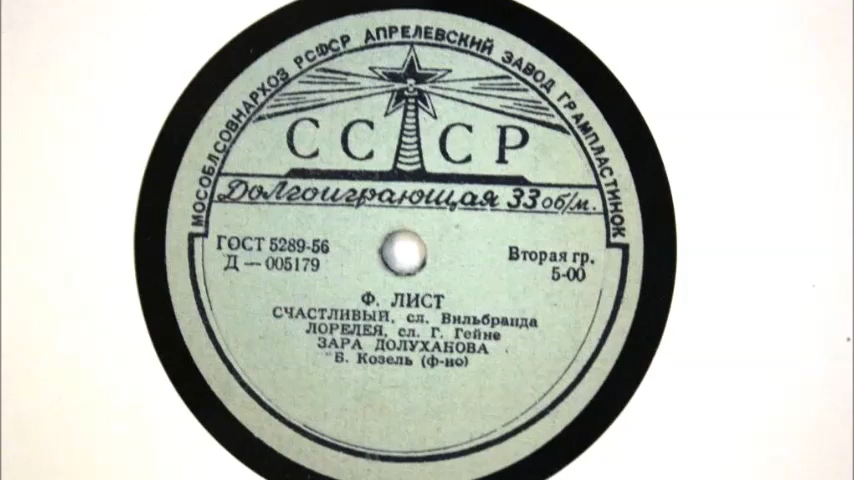 МОСОБЛСОВНАРХОЗ РСФСР АПРЕЛЕВСКИЙ ЗАВОД ГРАМПЛАСТИНОК
СССР
Долгоиграющая 33 об/м.
ГОСТ 5289-56
Д — 005179
Вторая гр.
5-00
Ф. ЛИСТ
СЧАСТЛИВЫЙ, сл. Вильбранда
ЛОРЕЛЕЯ, сл. Г. Гейне
ЗАРА ДОЛУХАНОВА
Б. Козель (ф-но)